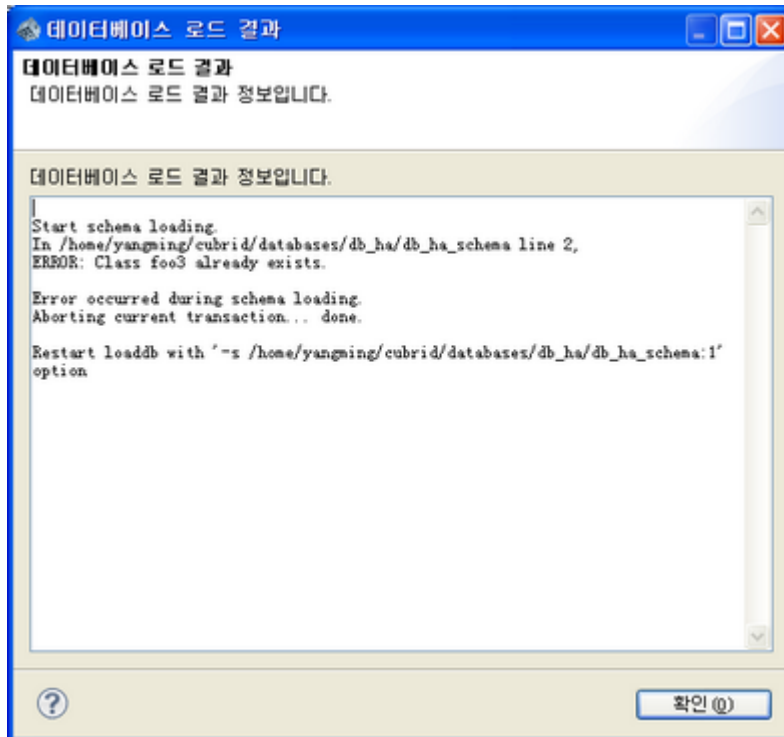 데이터베이스 로드 결과
데이터베이스 로드 결과
데이터베이스 로드 결과 정보입니다.
데이터베이스 로드 결과 정보입니다.
Start schema loading.
In /home/yangming/cubrid/databases/db_ha/db_ha_schema line 2,
ERROR: Class foo3 already exists.
Error occurred during schema loading.
Aborting current transaction... done.
Restart loaddb with '-s /home/yangming/cubrid/databases/db_ha/db_ha_schema:1'
option
확인(O)